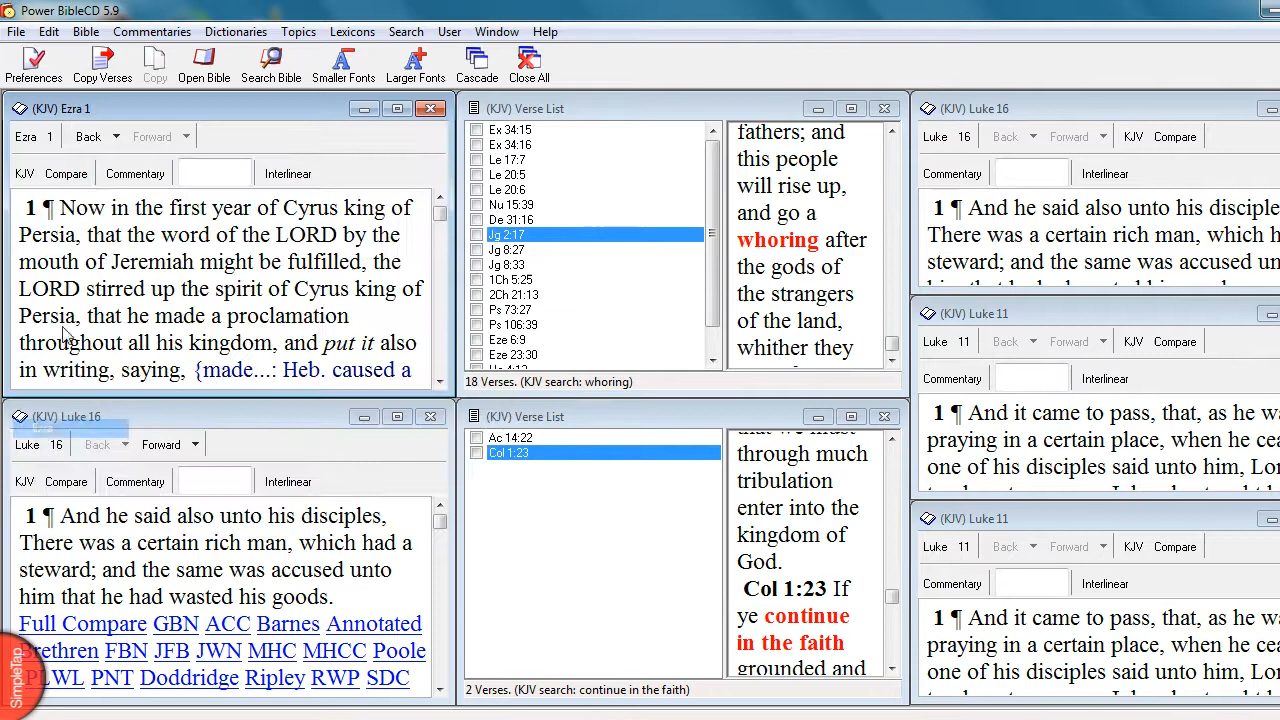 Power BibleCD 5.9
File Edit Bible Commentaries Dictionaries Topics Lexicons Search User Window Help
Preferences Copy Verses Copy Open Bible Search Bible Smaller Fonts Larger Fonts Cascade Close All
(KJV) Ezra 1
Ezra 1 Back Forward
KJV Compare Commentary Interlinear
1 ¶ Now in the first year of Cyrus king of
Persia, that the word of the LORD by the
mouth of Jeremiah might be fulfilled, the
LORD stirred up the spirit of Cyrus king of
Persia, that he made a proclamation
throughout all his kingdom, and put it also
in writing, saying, {made...: Heb. caused a
(KJV) Verse List
Ex 34:15
Ex 34:16
Le 17:7
Le 20:5
Le 20:6
Nu 15:39
De 31:16
Jg 2:17
Jg 8:27
Jg 8:33
1Ch 5:25
2Ch 21:13
Ps 73:27
Ps 106:39
Eze 6:9
Eze 23:30
fathers; and
this people
will rise up,
and go a
whoring after
the gods of
the strangers
of the land,
whither they
18 Verses. (KJV search: whoring)
(KJV) Luke 16
Luke 16 Back Forward KJV Compare
Commentary Interlinear
1 ¶ And he said also unto his disciple
There was a certain rich man, which h
steward; and the same was accused un
(KJV) Luke 11
Luke 11 Back Forward KJV Compare
Commentary Interlinear
1 ¶ And it came to pass, that, as he wa
praying in a certain place, when he cea
one of his disciples said unto him, Lor
(KJV) Luke 11
Luke 11 Back Forward KJV Compare
Commentary Interlinear
1 ¶ And it came to pass, that, as he wa
praying in a certain place, when he cea
one of his disciples said unto him, Lor
(KJV) Luke 16
Ezra
Luke 16 Back Forward
KJV Compare Commentary Interlinear
1 ¶ And he said also unto his disciples,
There was a certain rich man, which had a
steward; and the same was accused unto
him that he had wasted his goods.
Full Compare GBN ACC Barnes Annotated
Brethren FBN JFB JWN MHC MHCC Poole
PLWL PNT Doddridge Ripley RWP SDC
SimpleTap
(KJV) Verse List
Ac 14:22
Col 1:23
that we must
through much
tribulation
enter into the
kingdom of
God.
Col 1:23 If
ye continue
in the faith
grounded and
2 Verses. (KJV search: continue in the faith)